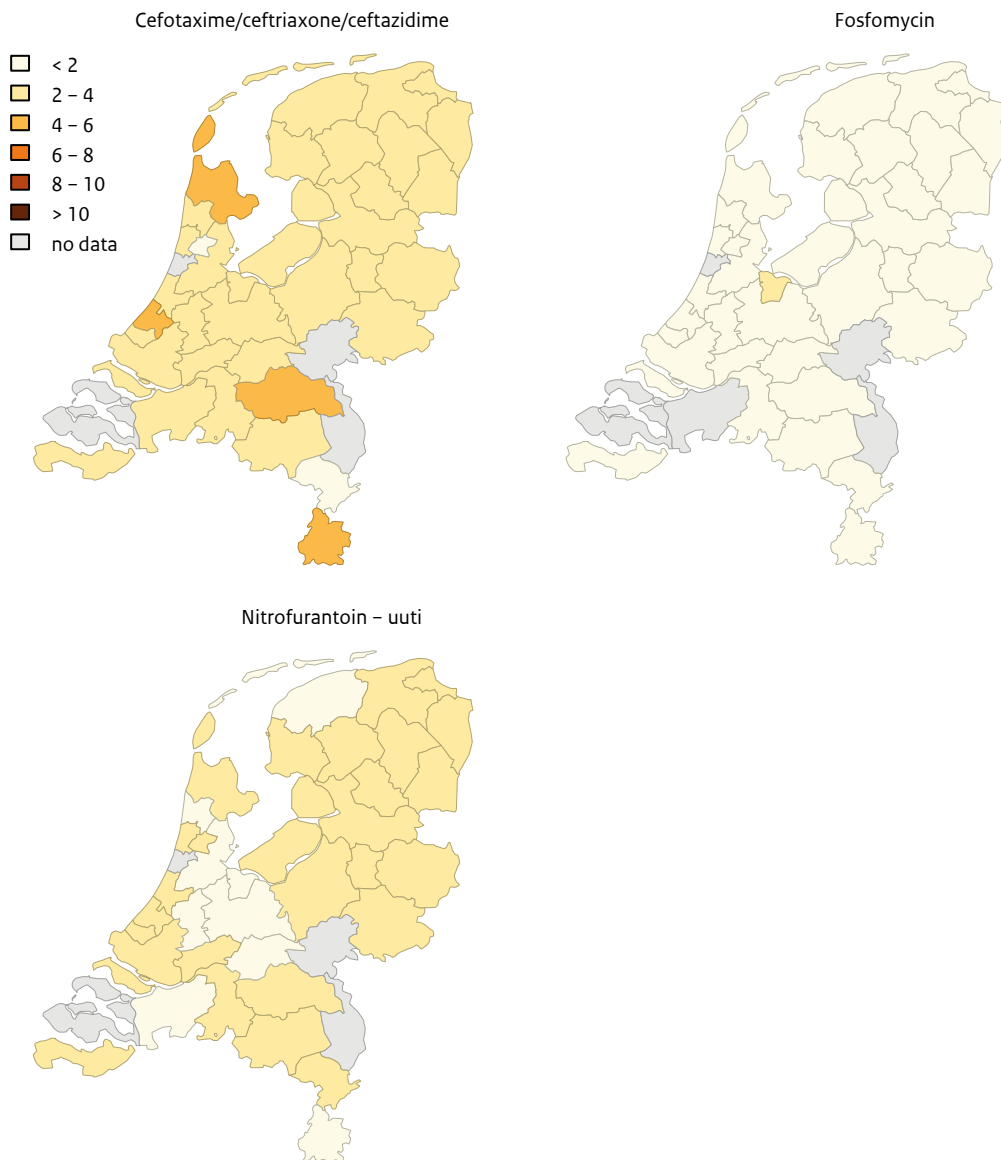 Cefotaxime/ceftriaxone/ceftazidime
Fosfomycin
< 2
2 – 4
4 – 6
6 – 8
8 – 10
> 10
no data
Nitrofurantoin – uuti